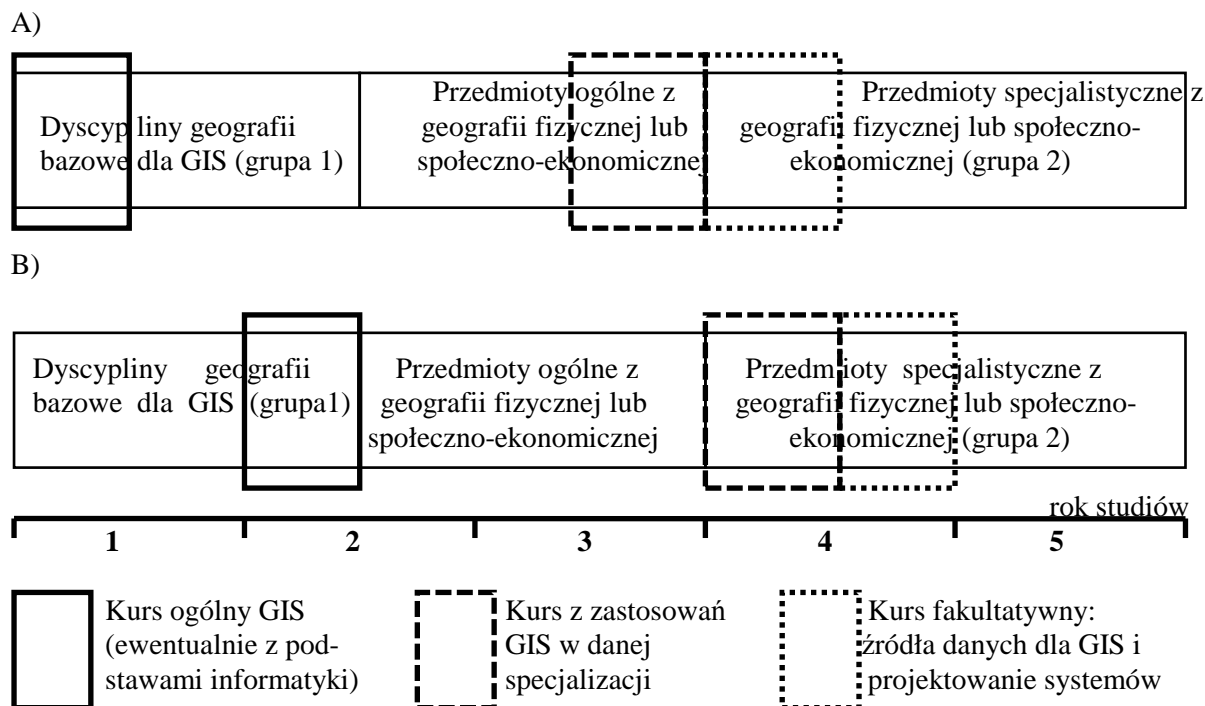 A)
Dyscypliny geografii
bazowe dla GIS (grupa 1)
Przedmioty ogólne z
geografii fizycznej lub
społeczno-ekonomicznej
Przedmioty specjalistyczne z
geografii fizycznej lub społeczno-
ekonomicznej (grupa 2)
B)
Dyscypliny geografii
bazowe dla GIS (grupa1)
Przedmioty ogólne z
geografii fizycznej lub
społeczno-ekonomicznej
Przedmioty specjalistyczne z
geografii fizycznej lub społeczno-
ekonomicznej (grupa 2)
rok studiów
1 2 3 4 5
Kurs ogólny GIS
(ewentualnie z pod-
stawami informatyki)
Kurs z zastosowań
GIS w danej
specjalizacji
Kurs fakultatywny:
źródła danych dla GIS i
projektowanie systemów